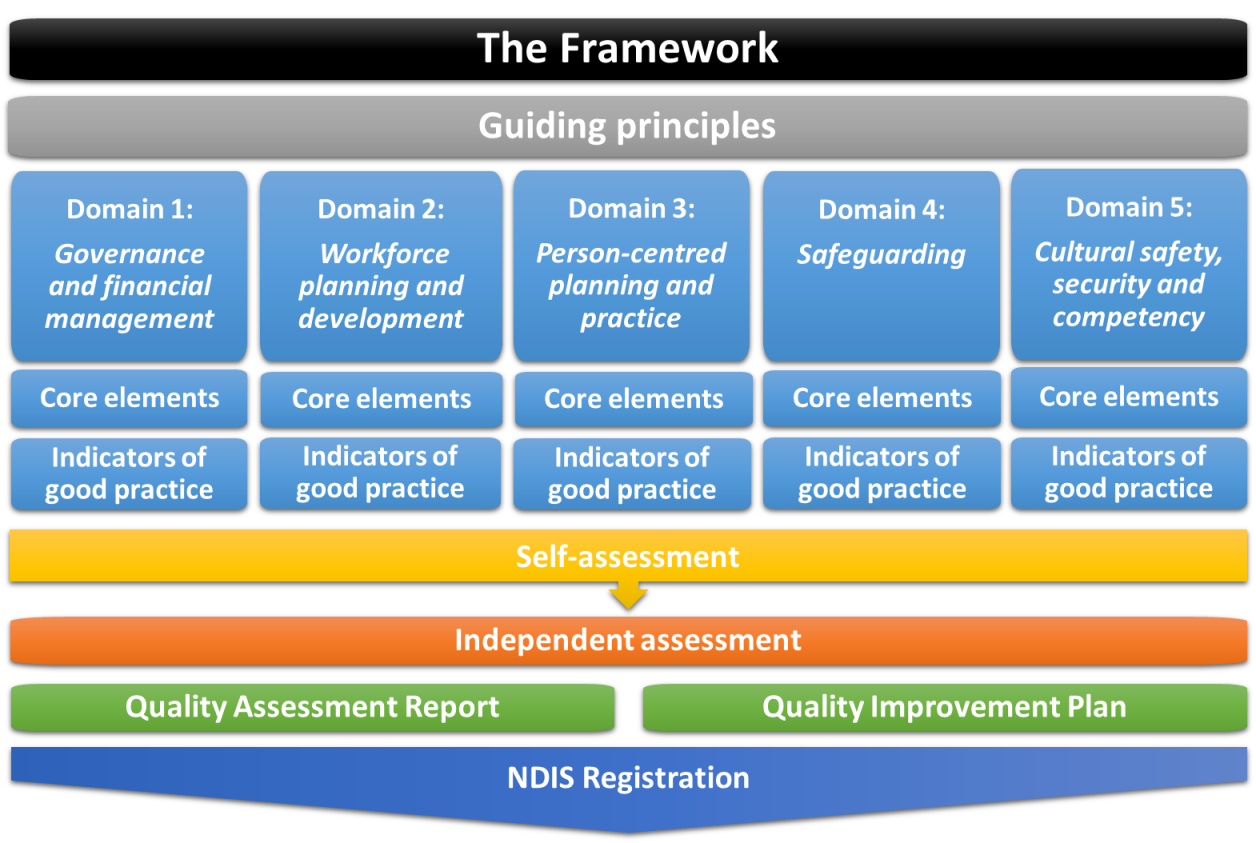 The Framework
Guiding principles
Domain 1:
Governance
and financial
management
Domain 2:
Workforce
planning and
development
Domain 3:
Person-centred
planning and
practice
Domain 4:
Safeguarding
Domain 5:
Cultural safety,
security and
competency
Core elements
Core elements
Core elements
Core elements
Core elements
Indicators of
good practice
Indicators of
good practice
Indicators of
good practice
Indicators of
good practice
Indicators of
good practice
Self-assessment
Independent assessment
Quality Assessment Report
Quality Improvement Plan
NDIS Registration